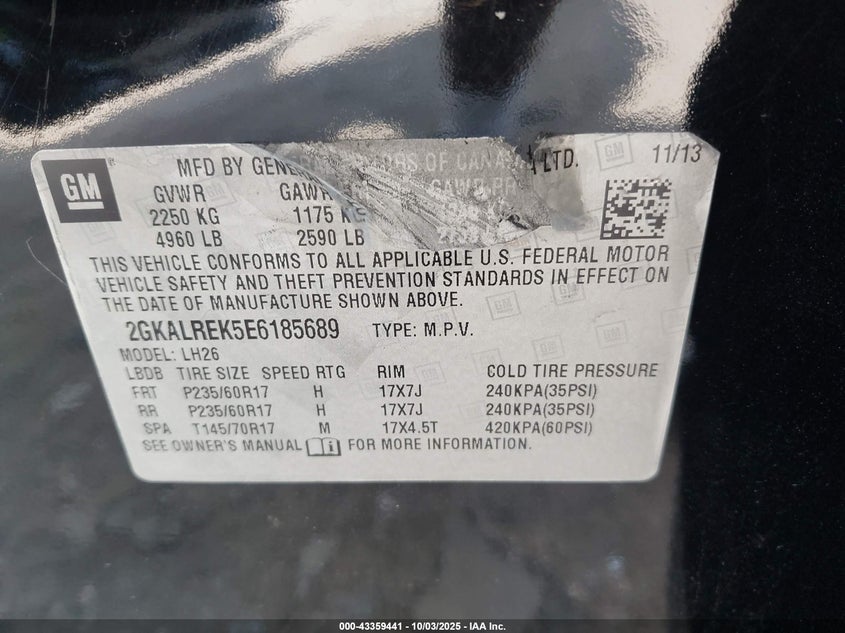 GM
MFD BY GENERAL MOTORS OF CANADA LTD.
11/13
GVWR GAWR
2250 KG 1175 KG
4960 LB 2590 LB
THIS VEHICLE CONFORMS TO ALL APPLICABLE U.S. FEDERAL MOTOR
VEHICLE SAFETY AND THEFT PREVENTION STANDARDS IN EFFECT ON
THE DATE OF MANUFACTURE SHOWN ABOVE.
2GKALREK5E6185689 TYPE: M.P.V.
MODEL: LH26
LBDB TIRE SIZE SPEED RTG RIM COLD TIRE PRESSURE
FRT P235/60R17 H 17X7J 240KPA(35PSI)
RR P235/60R17 H 17X7J 240KPA(35PSI)
SPA T145/70R17 M 17X4.5T 420KPA(60PSI)
SEE OWNER'S MANUAL FOR MORE INFORMATION.
000-43359441 | 10/03/2025 - IAA Inc.